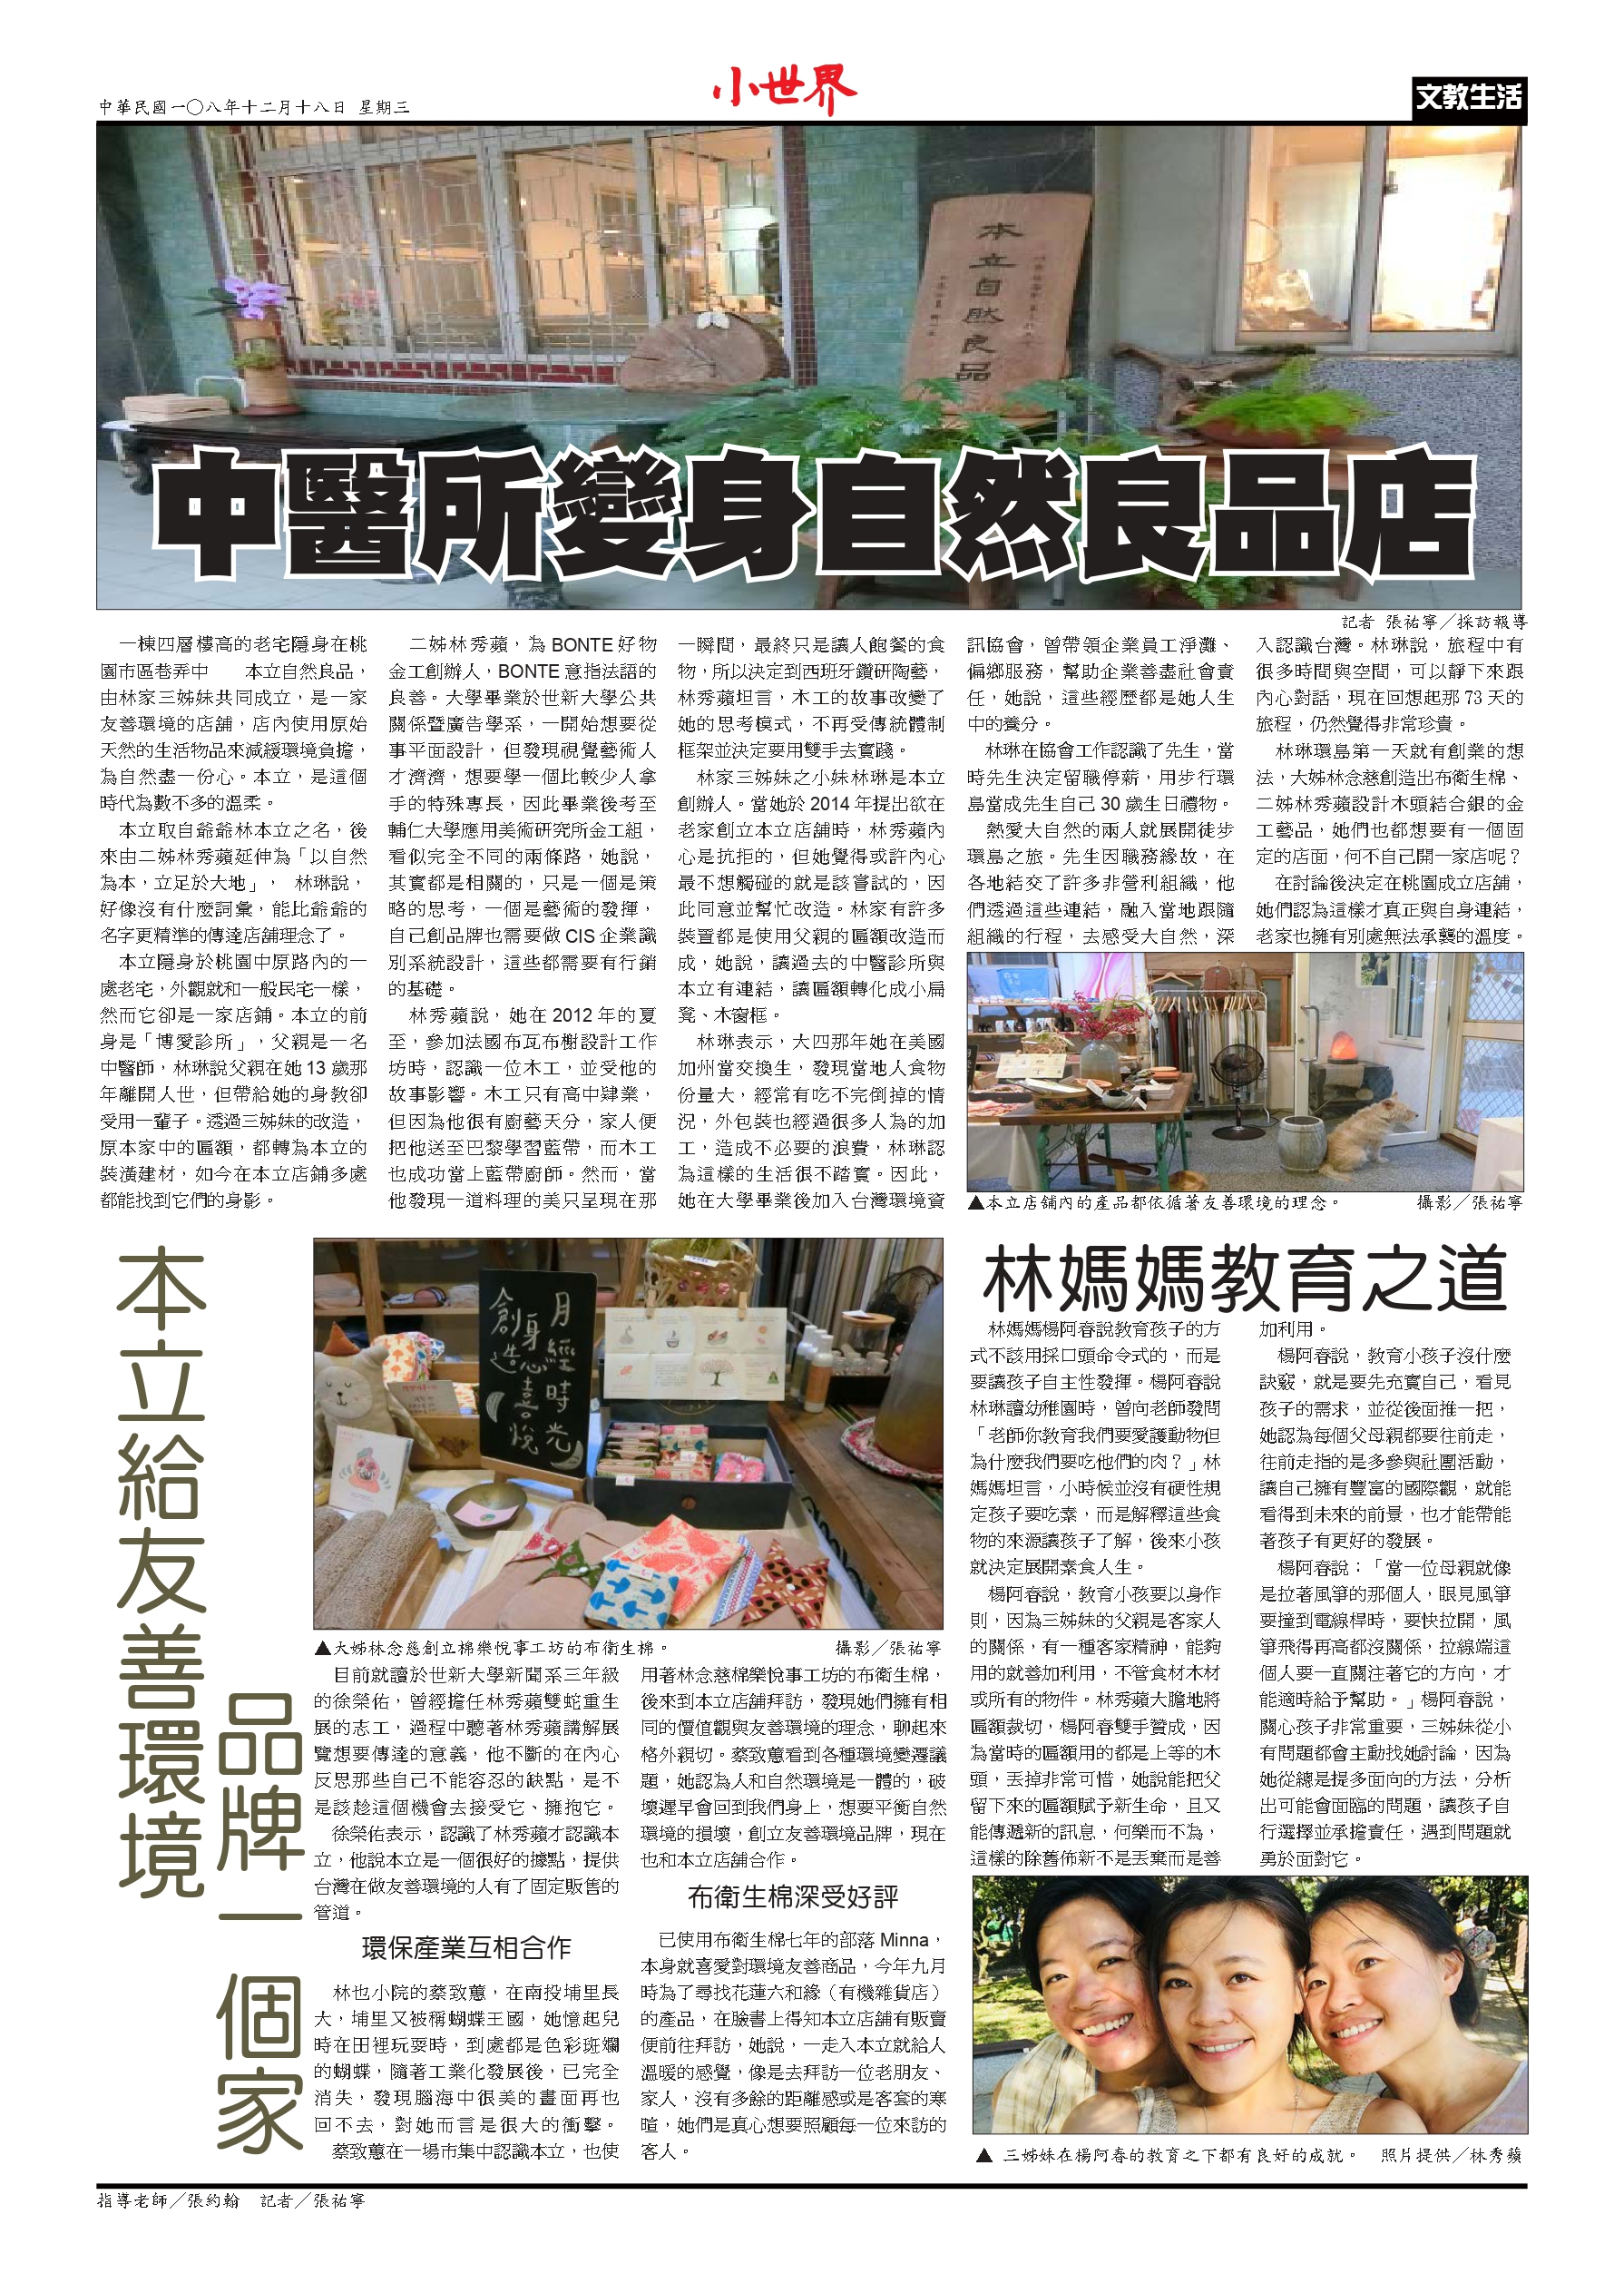 中華民國一〇八年十二月十八日 星期三
小世界
文教生活
本立自然良品
中醫所變身自然良品店
記者 張祐寧／採訪報導
一棟四層樓高的老宅隱身在桃
園市區巷弄中　　本立自然良品，
由林家三姊妹共同成立，是一家
友善環境的店舖，店內使用原始
天然的生活物品來減緩環境負擔，
為自然盡一份心。本立，是這個
時代為數不多的溫柔。
本立取自爺爺林本立之名，後
來由二姊林秀蘋延伸為「以自然
為本，立足於大地」， 林琳說，
好像沒有什麼詞彙，能比爺爺的
名字更精準的傳達店舖理念了。
本立隱身於桃園中原路內的一
處老宅，外觀就和一般民宅一樣，
然而它卻是一家店鋪。本立的前
身是「博愛診所」，父親是一名
中醫師，林琳說父親在她 13 歲那
年離開人世，但帶給她的身教卻
受用一輩子。透過三姊妹的改造，
原本家中的匾額，都轉為本立的
裝潢建材，如今在本立店鋪多處
都能找到它們的身影。
二姊林秀蘋，為 BONTE 好物
金工創辦人，BONTE 意指法語的
良善。大學畢業於世新大學公共
關係暨廣告學系，一開始想要從
事平面設計，但發現視覺藝術人
才濟濟，想要學一個比較少人拿
手的特殊專長，因此畢業後考至
輔仁大學應用美術研究所金工組，
看似完全不同的兩條路，她說，
其實都是相關的，只是一個是策
略的思考，一個是藝術的發揮，
自己創品牌也需要做 CIS 企業識
別系統設計，這些都需要有行銷
的基礎。
林秀蘋說，她在 2012 年的夏
至，參加法國布瓦布樹設計工作
坊時，認識一位木工，並受他的
故事影響。木工只有高中肄業，
但因為他很有廚藝天分，家人便
把他送至巴黎學習藍帶，而木工
也成功當上藍帶廚師。然而，當
他發現一道料理的美只呈現在那
一瞬間，最終只是讓人飽餐的食
物，所以決定到西班牙鑽研陶藝，
林秀蘋坦言，木工的故事改變了
她的思考模式，不再受傳統體制
框架並決定要用雙手去實踐。
林家三姊妹之小妹林琳是本立
創辦人。當她於 2014 年提出欲在
老家創立本立店舖時，林秀蘋內
心是抗拒的，但她覺得或許內心
最不想觸碰的就是該嘗試的，因
此同意並幫忙改造。林家有許多
裝置都是使用父親的匾額改造而
成，她說，讓過去的中醫診所與
本立有連結，讓匾額轉化成小扁
凳、木窗框。
林琳表示，大四那年她在美國
加州當交換生，發現當地人食物
份量大，經常有吃不完倒掉的情
況，外包裝也經過很多人為的加
工，造成不必要的浪費，林琳認
為這樣的生活很不踏實。因此，
她在大學畢業後加入台灣環境資
訊協會，曾帶領企業員工淨灘、
偏鄉服務，幫助企業善盡社會責
任，她說，這些經歷都是她人生
中的養分。
林琳在協會工作認識了先生，當
時先生決定留職停薪，用步行環
島當成先生自己 30 歲生日禮物。
熱愛大自然的兩人就展開徒步
環島之旅。先生因職務緣故，在
各地結交了許多非營利組織，他
們透過這些連結，融入當地跟隨
組織的行程，去感受大自然，深
入認識台灣。林琳說，旅程中有
很多時間與空間，可以靜下來跟
內心對話，現在回想起那 73 天的
旅程，仍然覺得非常珍貴。
林琳環島第一天就有創業的想
法，大姊林念慈創造出布衛生棉、
二姊林秀蘋設計木頭結合銀的金
工藝品，她們也都想要有一個固
定的店面，何不自己開一家店呢？
在討論後決定在桃園成立店舖，
她們認為這樣才真正與自身連結，
老家也擁有別處無法承襲的溫度。
▲本立店舖內的產品都依循著友善環境的理念。　　攝影／張祐寧
本立給友善環境
品牌一個家
月經時光
身心喜悅
創造
▲大姊林念慈創立棉樂悅事工坊的布衛生棉。　　攝影／張祐寧
目前就讀於世新大學新聞系三年級
的徐榮佑，曾經擔任林秀蘋雙蛇重生
展的志工，過程中聽著林秀蘋講解展
覽想要傳達的意義，他不斷的在內心
反思那些自己不能容忍的缺點，是不
是該趁這個機會去接受它、擁抱它。
徐榮佑表示，認識了林秀蘋才認識本
立，他說本立是一個很好的據點，提供
台灣在做友善環境的人有了固定販售的
管道。
環保產業互相合作
林也小院的蔡致薏，在南投埔里長
大，埔里又被稱蝴蝶王國，她憶起兒
時在田裡玩耍時，到處都是色彩斑斕
的蝴蝶，隨著工業化發展後，已完全
消失，發現腦海中很美的畫面再也
回不去，對她而言是很大的衝擊。
蔡致薏在一場市集中認識本立，也使
用著林念慈棉樂悅事工坊的布衛生棉，
後來到本立店舖拜訪，發現她們擁有相
同的價值觀與友善環境的理念，聊起來
格外親切。蔡致薏看到各種環境變遷議
題，她認為人和自然環境是一體的，破
壞遲早會回到我們身上，想要平衡自然
環境的損壞，創立友善環境品牌，現在
也和本立店舖合作。
布衛生棉深受好評
已使用布衛生棉七年的部落 Minna，
本身就喜愛對環境友善商品，今年九月
時為了尋找花蓮六和緣（有機雜貨店）
的產品，在臉書上得知本立店舖有販賣
便前往拜訪，她說，一走入本立就給人
溫暖的感覺，像是去拜訪一位老朋友、
家人，沒有多餘的距離感或是客套的寒
暄，她們是真心想要照顧每一位來訪的
客人。
林媽媽教育之道
林媽媽楊阿春說教育孩子的方
式不該用採口頭命令式的，而是
要讓孩子自主性發揮。楊阿春說
林琳讀幼稚園時，曾向老師發問
「老師你教育我們要愛護動物但
為什麼我們要吃他們的肉？」林
媽媽坦言，小時候並沒有硬性規
定孩子要吃素，而是解釋這些食
物的來源讓孩子了解，後來小孩
就決定展開素食人生。
楊阿春說，教育小孩要以身作
則，因為三姊妹的父親是客家人
的關係，有一種客家精神，能夠
用的就善加利用，不管食材木材
或所有的物件。林秀蘋大膽地將
匾額裁切，楊阿春雙手贊成，因
為當時的匾額用的都是上等的木
頭，丟掉非常可惜，她說能把父
留下來的匾額賦予新生命，且又
能傳遞新的訊息，何樂而不為，
這樣的除舊佈新不是丟棄而是善
加利用。
楊阿春說，教育小孩子沒什麼
訣竅，就是要先充實自己，看見
孩子的需求，並從後面推一把，
她認為每個父母親都要往前走，
往前走指的是多參與社團活動，
讓自己擁有豐富的國際觀，就能
看得到未來的前景，也才能帶能
著孩子有更好的發展。
楊阿春說：「當一位母親就像
是拉著風箏的那個人，眼見風箏
要撞到電線桿時，要快拉開，風
箏飛得再高都沒關係，拉線端這
個人要一直關注著它的方向，才
能適時給予幫助。」楊阿春說，
關心孩子非常重要，三姊妹從小
有問題都會主動找她討論，因為
她從總是提多面向的方法，分析
出可能會面臨的問題，讓孩子自
行選擇並承擔責任，遇到問題就
勇於面對它。
▲ 三姊妹在楊阿春的教育之下都有良好的成就。　照片提供／林秀蘋
指導老師／張約翰　記者／張祐寧